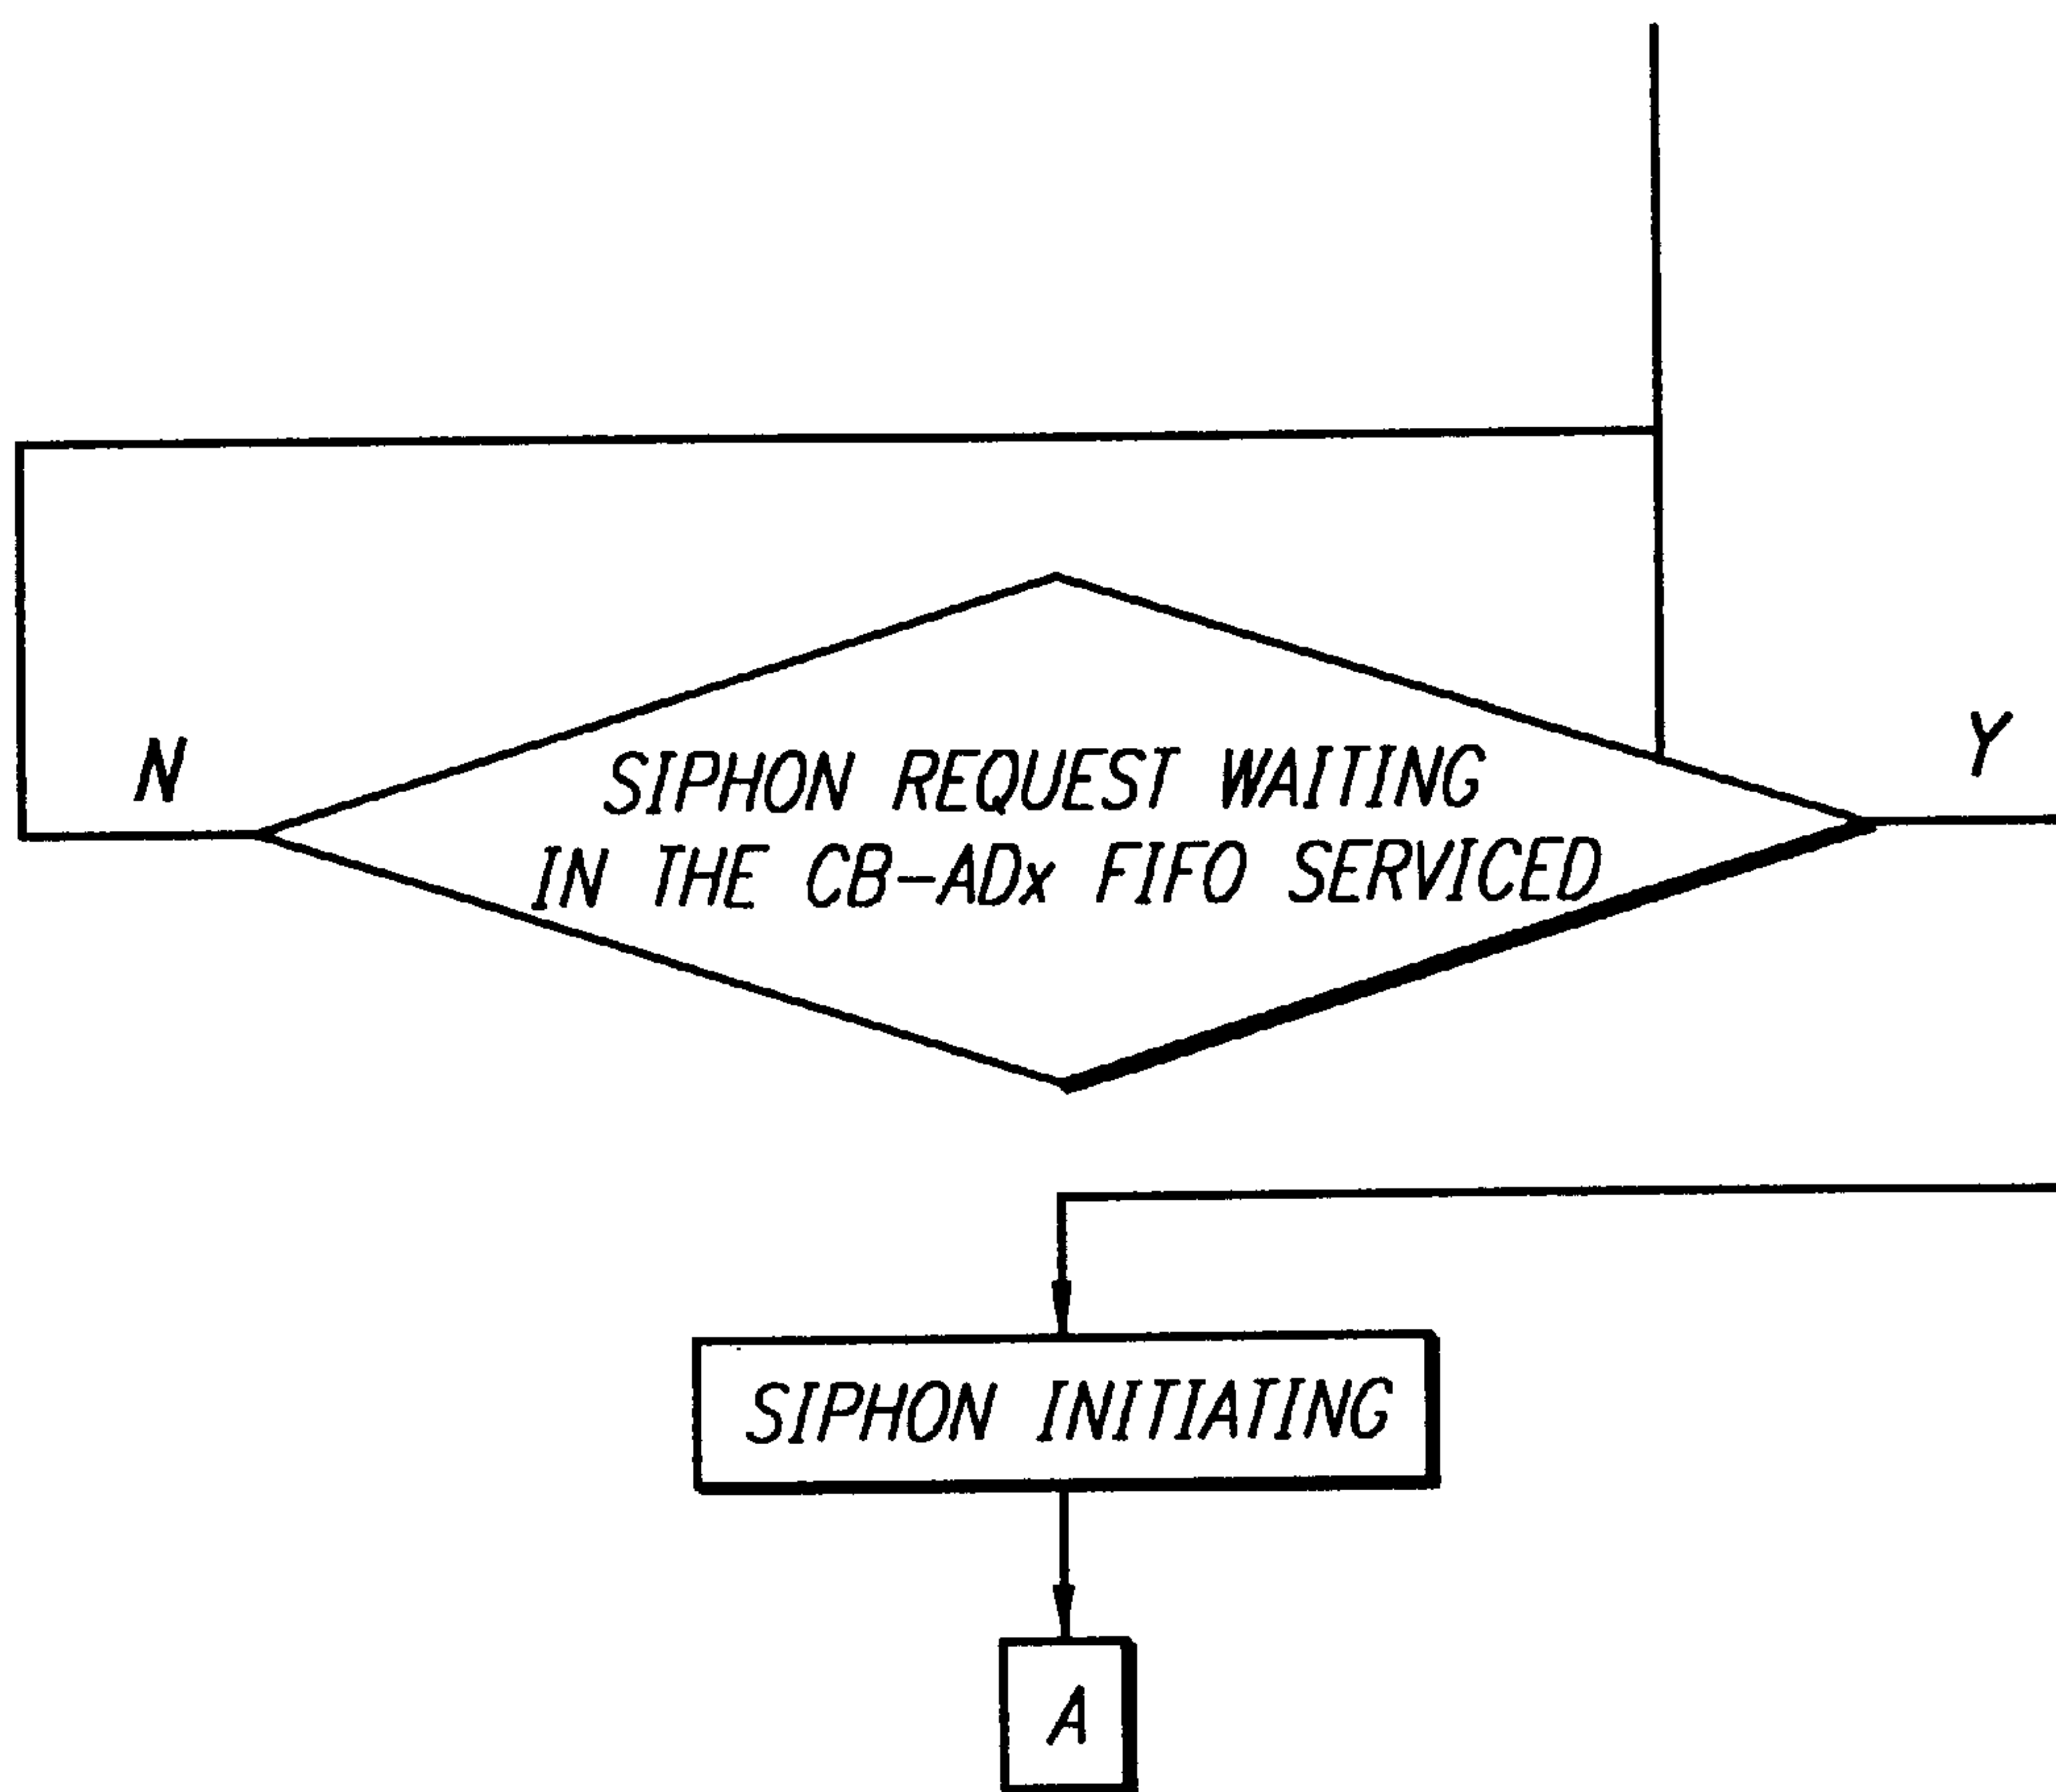 N
Y
SIPHON REQUEST WAITING
IN THE CB-ADx FIFO SERVICED
SIPHON INITIATING
A